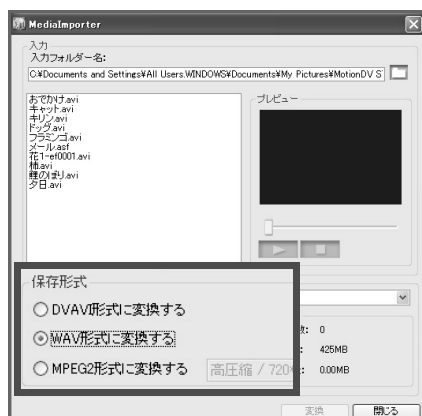 MediaImporter
入力
入力フォルダー名:
C:¥Documents and Settings¥All Users.WINDOWS¥Documents¥My Pictures¥MotionDV S
おでかけ.avi
キャット.avi
キリン.avi
ドッグ.avi
フラミンゴ.avi
メール.asf
花1-ef0001.avi
柿.avi
鯉のぼり.avi
夕日.avi
プレビュー
保存形式
DVAVI形式に変換する
WAV形式に変換する
MPEG2形式に変換する
高圧縮 / 720
数: 0
425MB
0.00MB
変換
閉じる